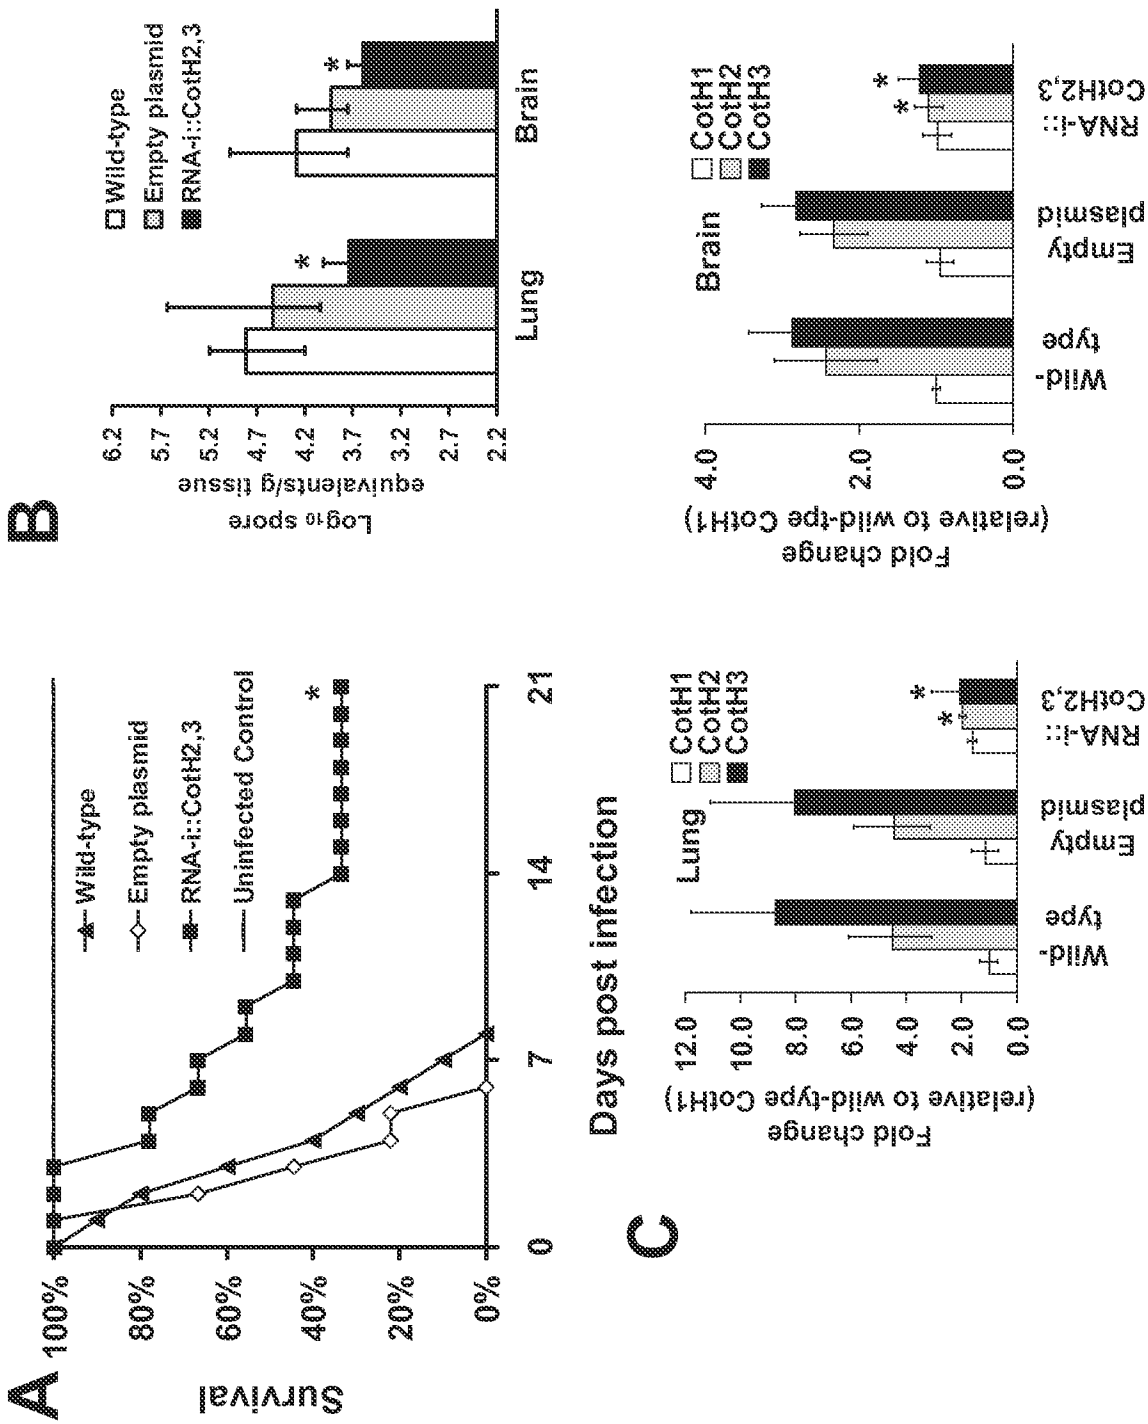 A
Survival
100%
80%
60%
40%
20%
0%
0
7
14
21
Wild-type
Empty plasmid
RNA-i::CotH2,3
Uninfected Control
*
Days post infection
B
Log10 spore
equivalents/g tissue
6.2
5.7
5.2
4.7
4.2
3.7
3.2
2.7
2.2
Wild-type
Empty plasmid
RNA-i::CotH2,3
*
*
Lung
Brain
C
Fold change
(relative to wild-type CotH1)
12.0
10.0
8.0
6.0
4.0
2.0
0.0
Lung
CotH1
CotH2
CotH3
*
*
Wild-
type
Empty
plasmid
RNA-i::
CotH2,3
Fold change
(relative to wild-tpe CotH1)
4.0
2.0
0.0
Brain
CotH1
CotH2
CotH3
*
*
Wild-
type
Empty
plasmid
RNA-i::
CotH2,3